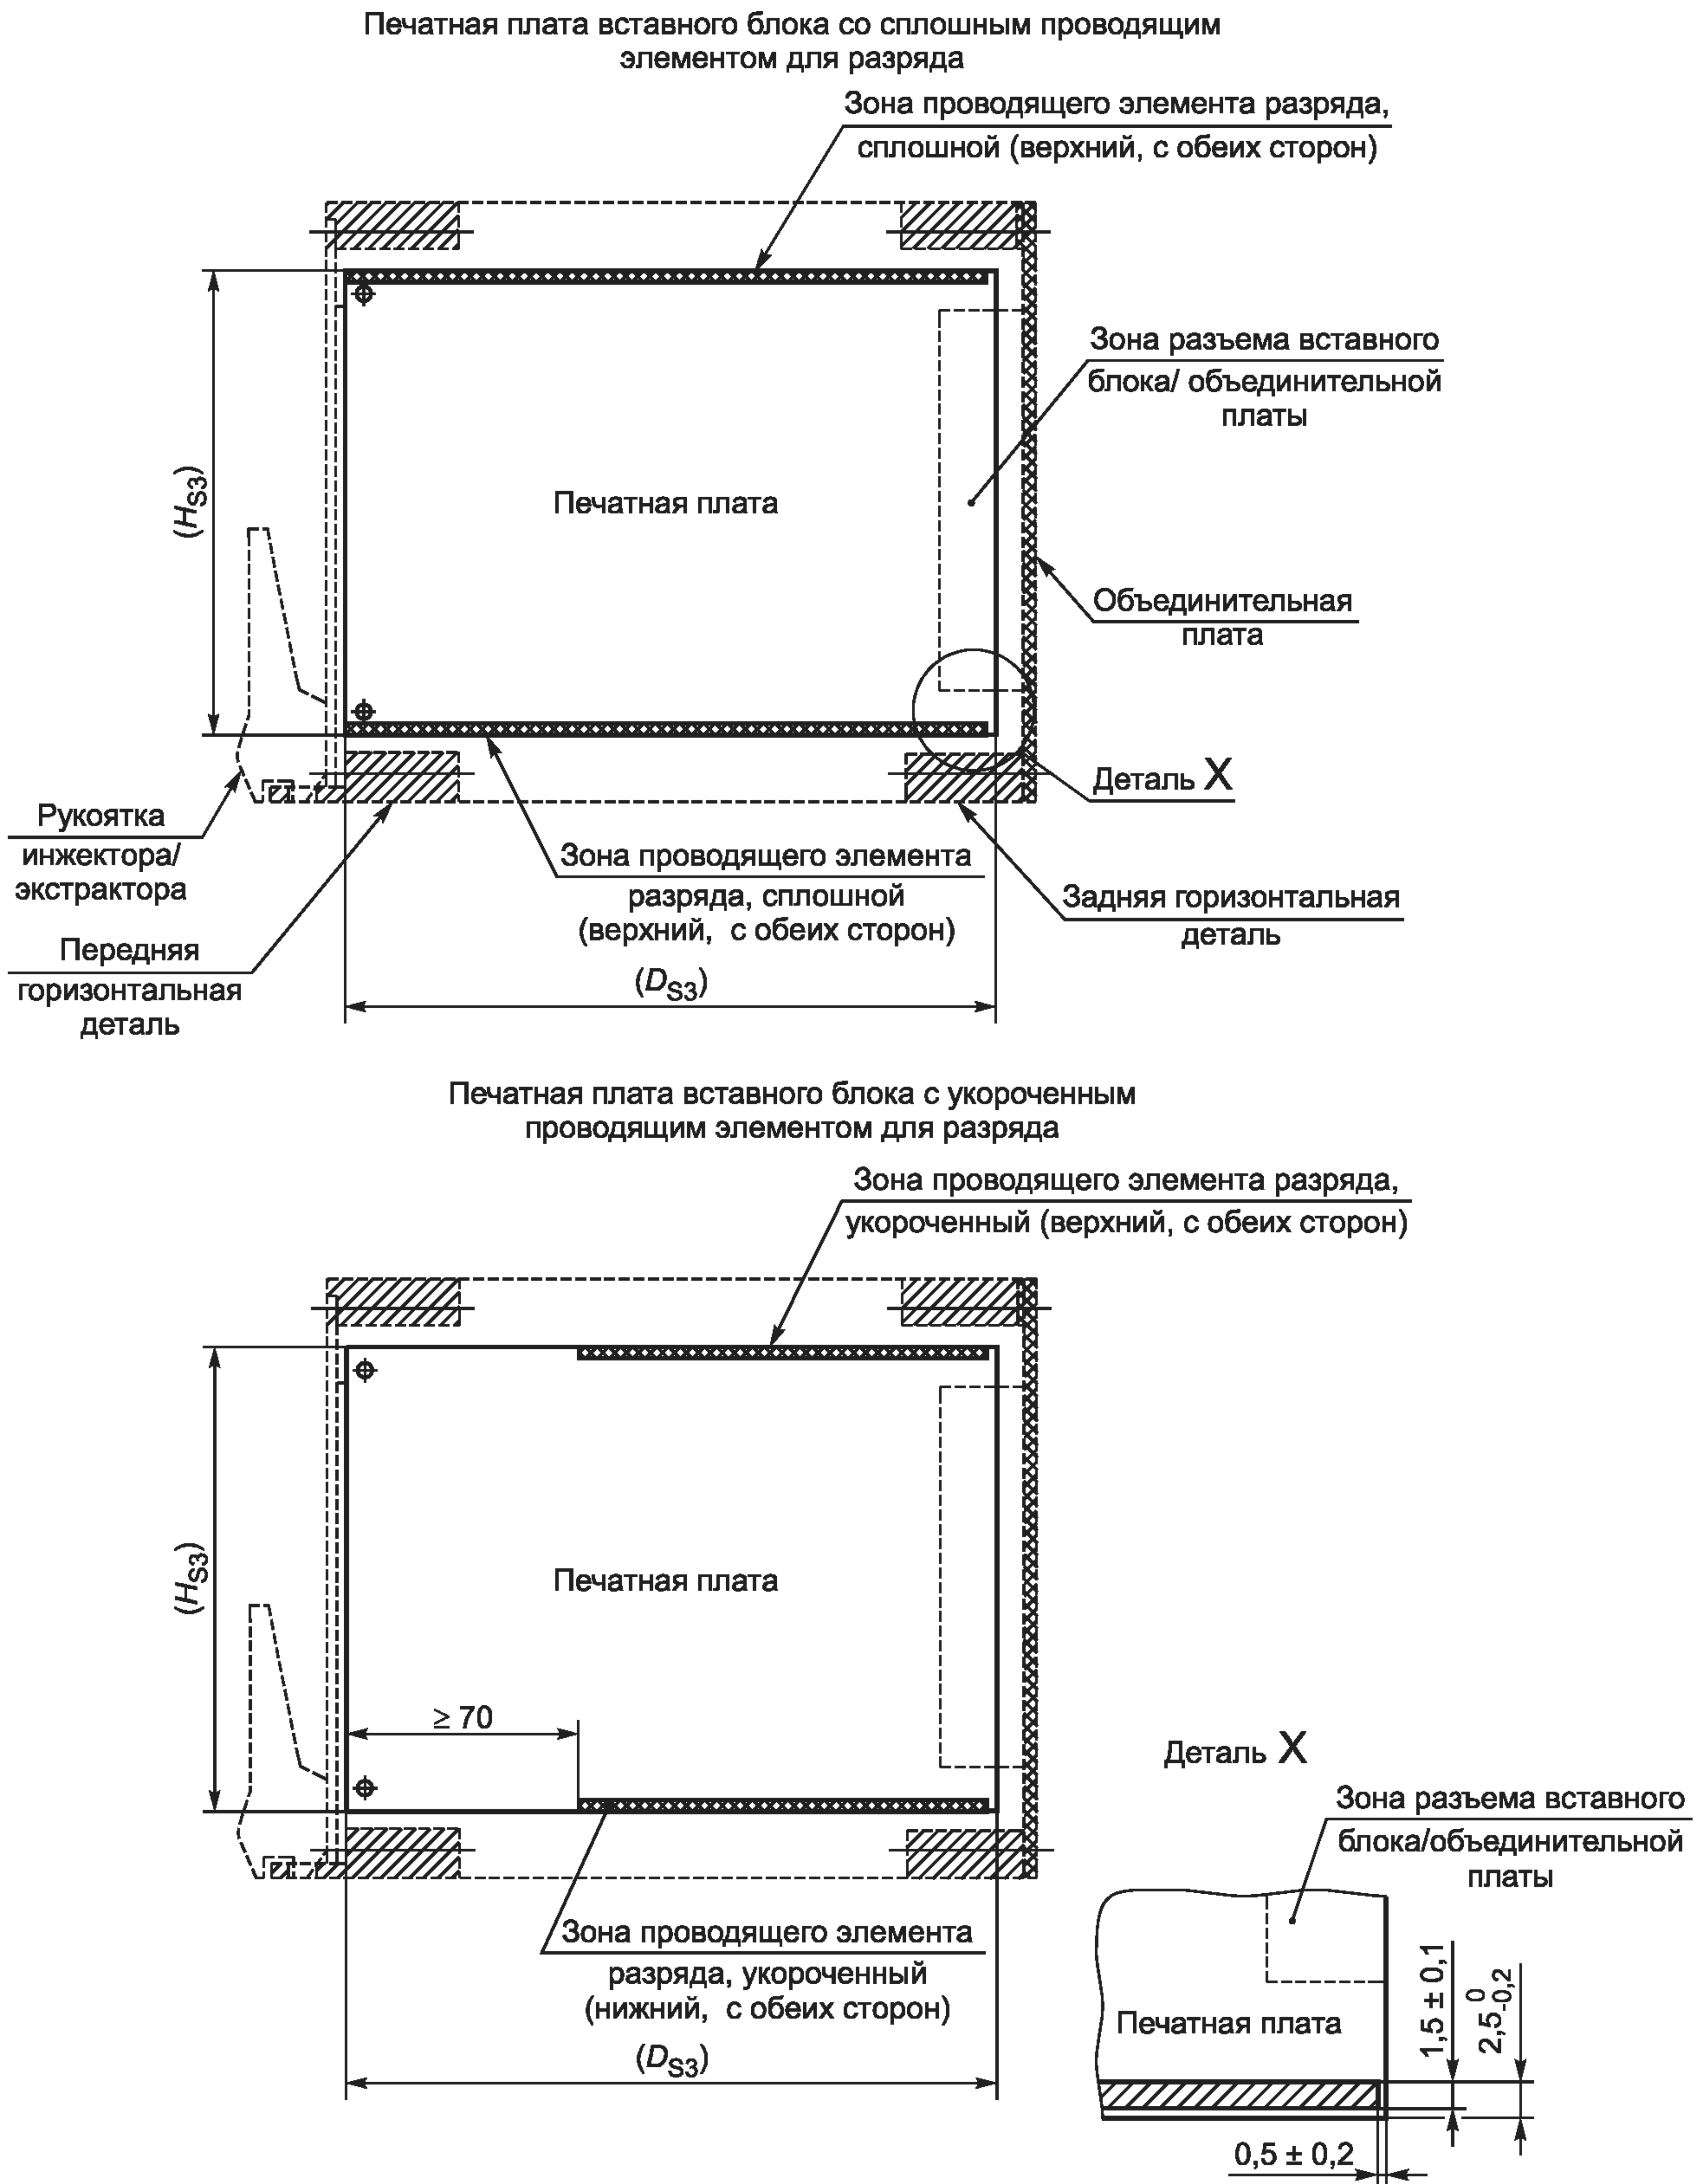 Печатная плата вставного блока со сплошным проводящим
элементом для разряда
Зона проводящего элемента разряда,
сплошной (верхний, с обеих сторон)
(H_S3)
Зона разъема вставного
блока/ объединительной
платы
Печатная плата
Объединительная
плата
Деталь X
Рукоятка
инжектора/
экстрактора
Зона проводящего элемента
разряда, сплошной
(верхний, с обеих сторон)
Задняя горизонтальная
деталь
Передняя
горизонтальная
деталь
(D_S3)
Печатная плата вставного блока с укороченным
проводящим элементом для разряда
Зона проводящего элемента разряда,
укороченный (верхний, с обеих сторон)
(H_S3)
Печатная плата
≥ 70
Деталь X
Зона разъема вставного
блока/объединительной
платы
Зона проводящего элемента
разряда, укороченный
(нижний, с обеих сторон)
(D_S3)
Печатная плата
1,5 ± 0,1
2,5 0 -0,2
0,5 ± 0,2